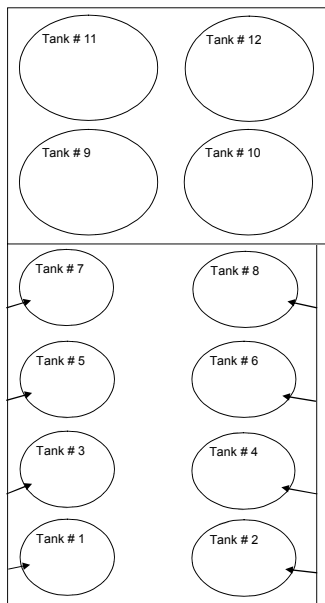 Tank # 11
Tank # 12
Tank # 9
Tank # 10
Tank # 7
Tank # 8
Tank # 5
Tank # 6
Tank # 3
Tank # 4
Tank # 1
Tank # 2